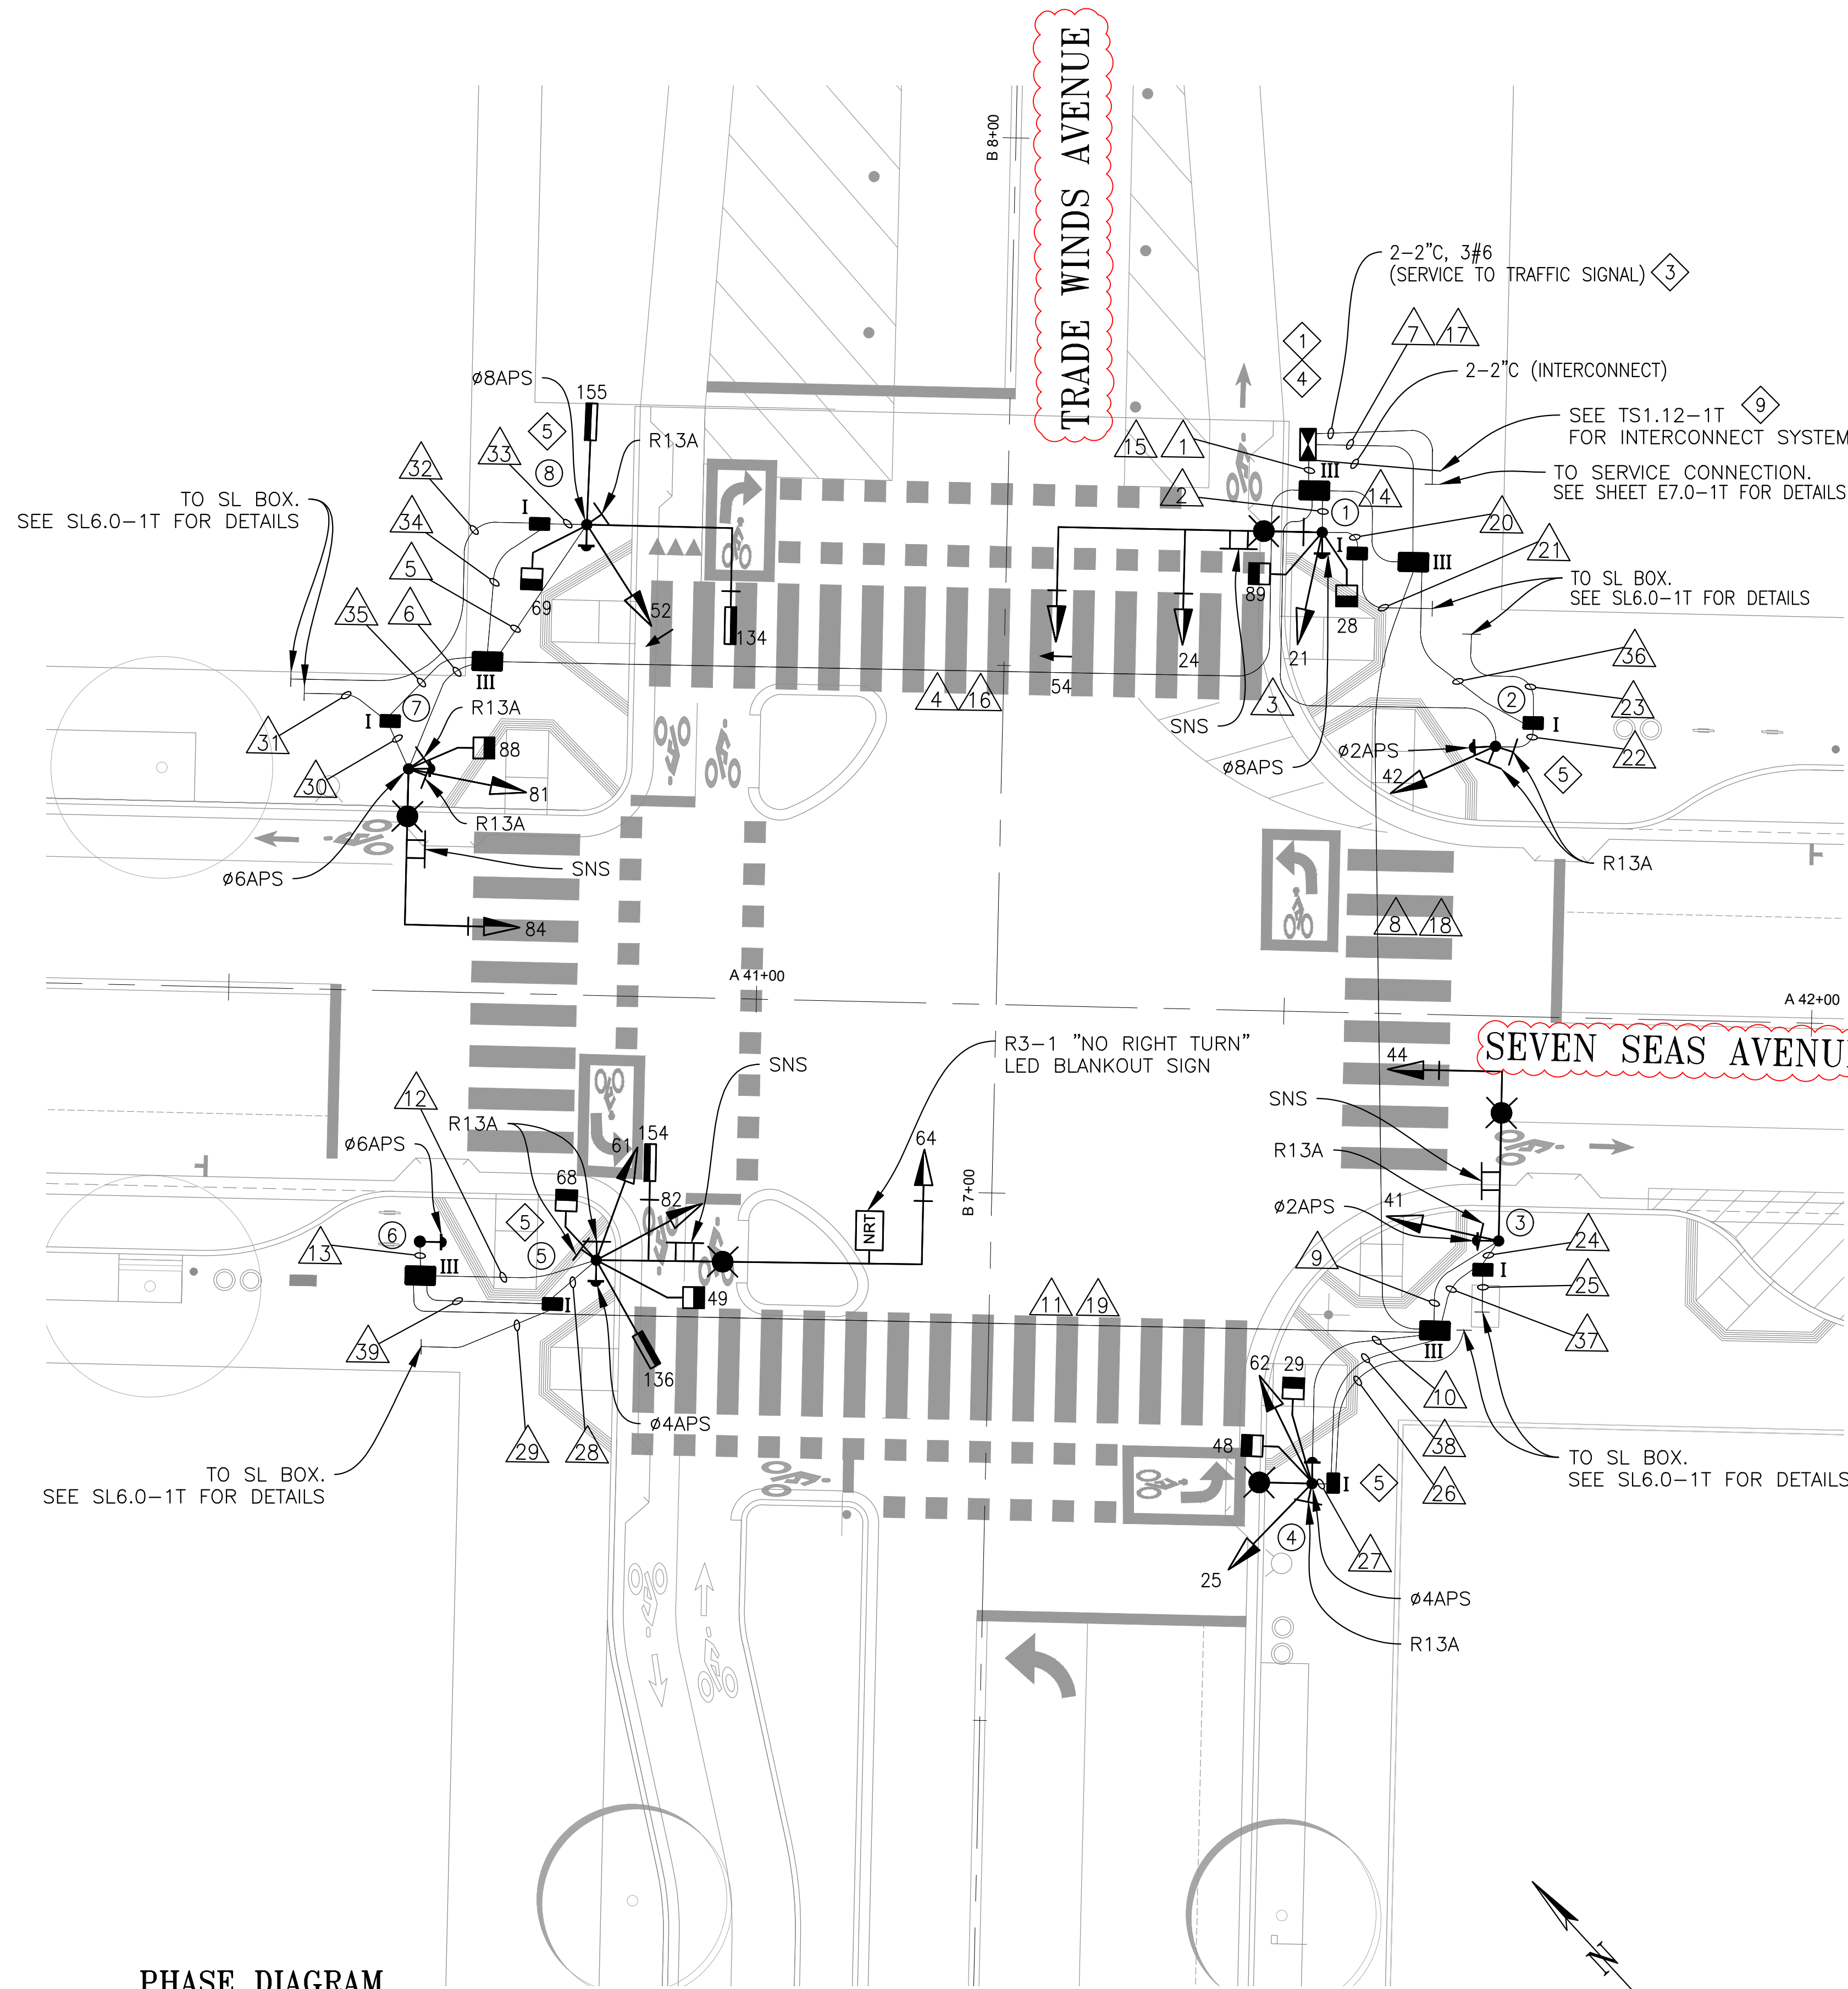 TRADE WINDS AVENUE
B 8+00
2-2"C, 3#6
(SERVICE TO TRAFFIC SIGNAL) 3
1
4
7 17
2-2"C (INTERCONNECT)
SEE TS1.12-1T 9
FOR INTERCONNECT SYSTEM
TO SERVICE CONNECTION.
SEE SHEET E7.0-1T FOR DETAILS
ø8APS
155
5
R13A
33
8
32
34
5
TO SL BOX.
SEE SL6.0-1T FOR DETAILS
I
69
52
134
15 1
III
2
14
1
20
21
I
III
TO SL BOX.
SEE SL6.0-1T FOR DETAILS
89
28
24
21
54
35 6
III
4 16
3
SNS
ø8APS
36
23
2
I
22
ø2APS
42
5
R13A
31
I
7
R13A
88
30
81
R13A
ø6APS
SNS
84
8 18
A 41+00
A 42+00
SEVEN SEAS AVENU
R3-1 "NO RIGHT TURN"
LED BLANKOUT SIGN
SNS
44
SNS
R13A
12
R13A
ø6APS
61
154
64
68
82
B 7+00
NRT
41
ø2APS
3
24
5
5
6
13
III
9
I
25
I
49
11 19
37
39
136
III
62
29
10
ø4APS
38
29
28
48
I
5
26
TO SL BOX.
SEE SL6.0-1T FOR DETAILS
TO SL BOX.
SEE SL6.0-1T FOR DETAILS
4
27
25
ø4APS
R13A
N
PHASE DIAGRAM